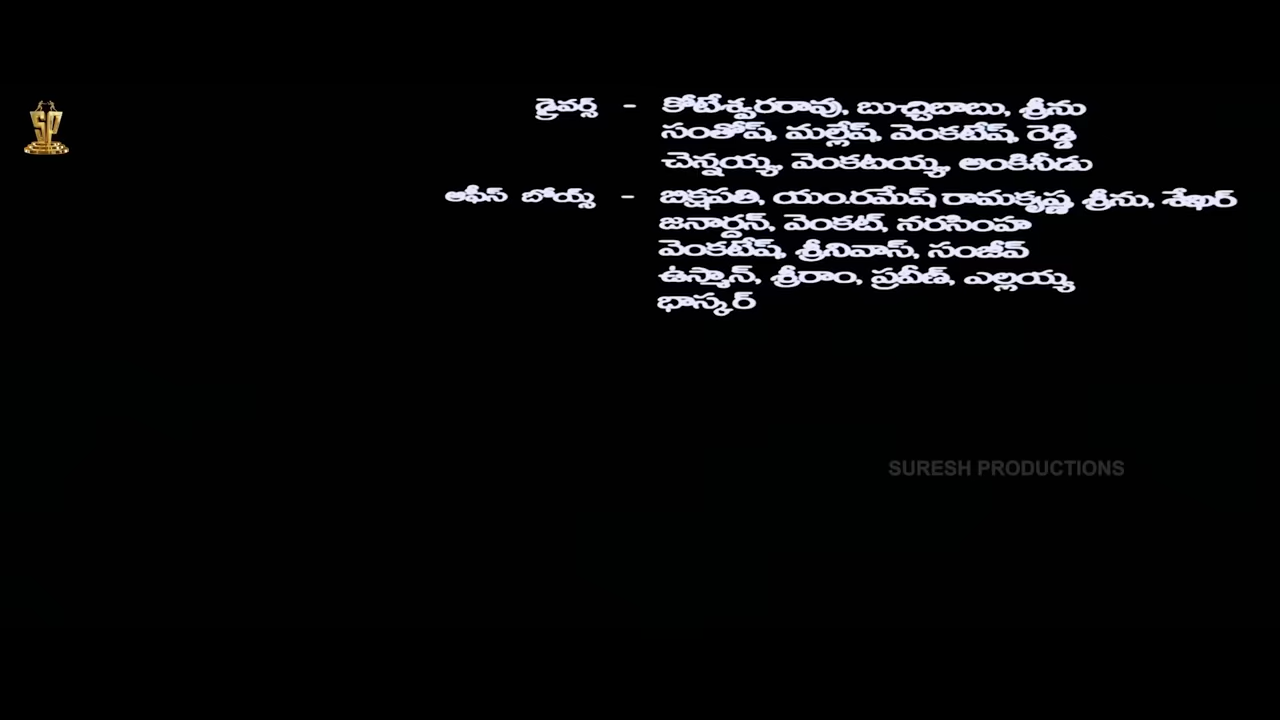 డ్రైవర్స్ - కోటేశ్వరరావు, బుచ్చిబాబు, శ్రీను
సంతోష్, మల్లేష్, వెంకటేష్, రెడ్డి
చెన్నయ్య, వెంకటయ్య, అంకినీడు
ఆఫీస్ బోయ్స్ - బిక్షపతి, యం.రమేష్ రామకృష్ణ, శ్రీను, శేఖర్
జనార్దన్, వెంకట్, నరసింహ
వెంకటేష్, శ్రీనివాస్, సంజీవ్
ఉస్మాన్, శ్రీరాం, ప్రవీణ్, ఎల్లయ్య
భాస్కర్
SP
SURESH PRODUCTIONS